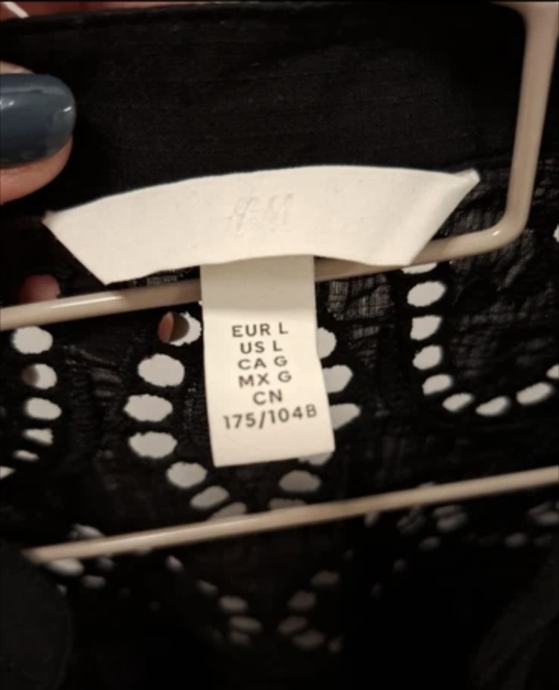 H&M
EUR L
US L
CA G
MX G
CN
175/104B